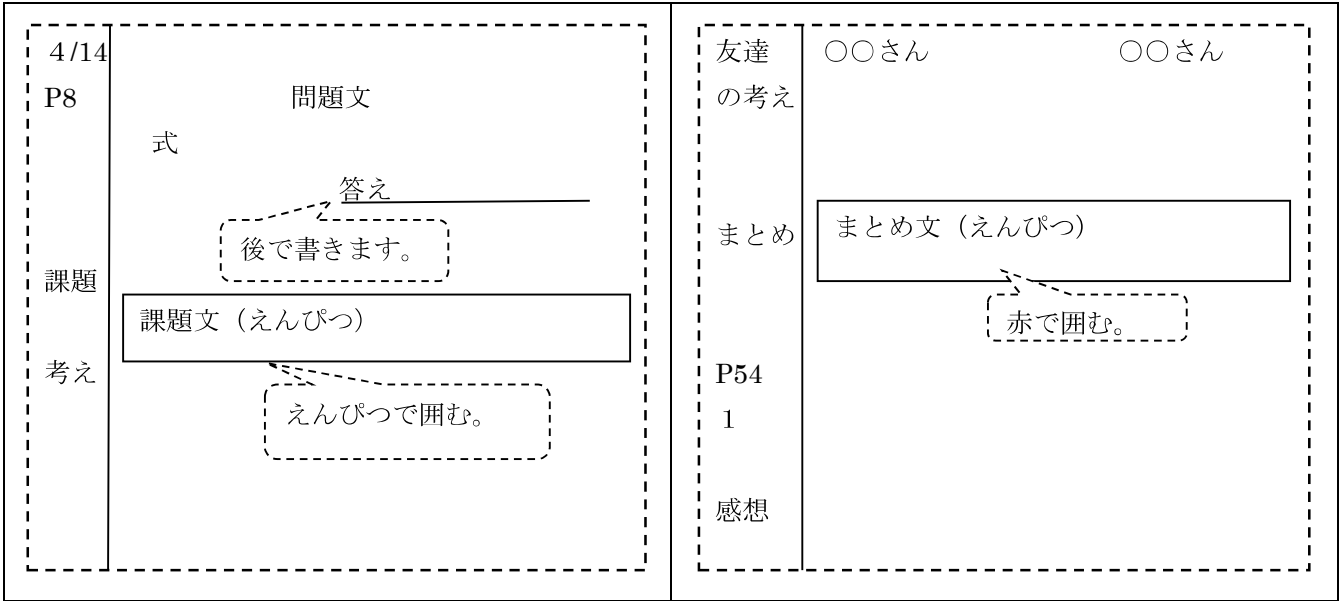 ４/14
P8
問題文
式
答え
後で書きます。
課題
課題文（えんぴつ）
考え
えんぴつで囲む。
友達
の考え
○○さん
○○さん
まとめ
まとめ文（えんぴつ）
赤で囲む。
P54
１
感想